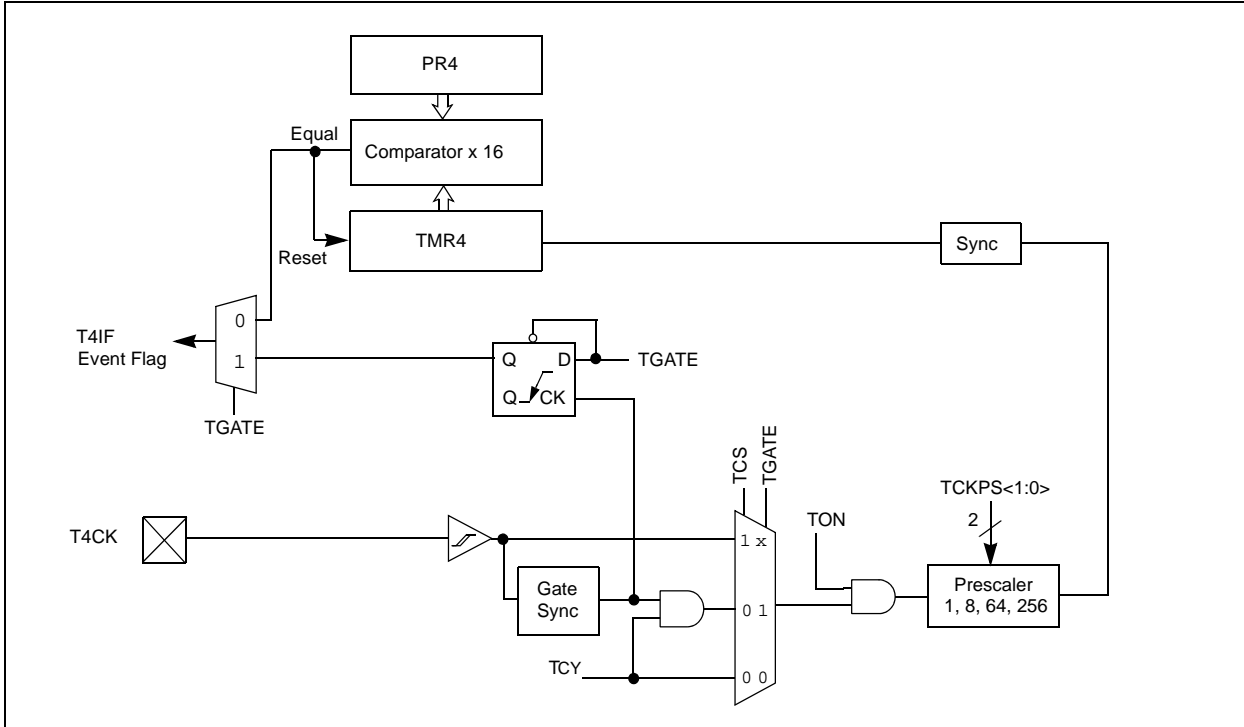 PR4
Equal
Comparator x 16
TMR4
Sync
Reset
0
T4IF
Event Flag
1
Q D
TGATE
Q CK
TGATE
TCS
TGATE
TCKPS<1:0>
2
TON
T4CK
1 x
Gate
Sync
Prescaler
1, 8, 64, 256
0 1
TCY
0 0